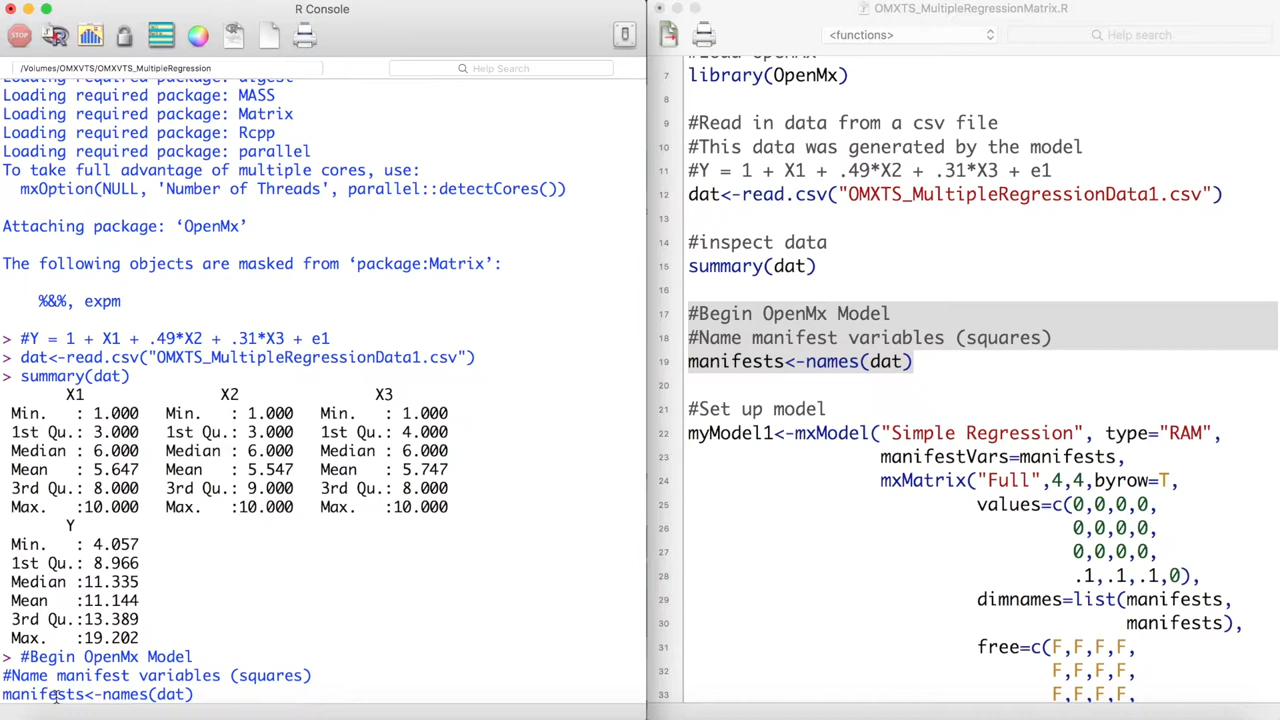 R Console
STOP
/Volumes/OMXVTS/OMXVTS_MultipleRegression
Help Search
Loading required package: digest
Loading required package: MASS
Loading required package: Matrix
Loading required package: Rcpp
Loading required package: parallel
To take full advantage of multiple cores, use:
mxOption(NULL, 'Number of Threads', parallel::detectCores())
Attaching package: ‘OpenMx’
The following objects are masked from ‘package:Matrix’:
%&%, expm
> #Y = 1 + X1 + .49*X2 + .31*X3 + e1
> dat<-read.csv("OMXTS_MultipleRegressionData1.csv")
> summary(dat)
X1 X2 X3
Min. : 1.000 Min. : 1.000 Min. : 1.000
1st Qu.: 3.000 1st Qu.: 3.000 1st Qu.: 4.000
Median : 6.000 Median : 6.000 Median : 6.000
Mean : 5.647 Mean : 5.547 Mean : 5.747
3rd Qu.: 8.000 3rd Qu.: 9.000 3rd Qu.: 8.000
Max. :10.000 Max. :10.000 Max. :10.000
Y
Min. : 4.057
1st Qu.: 8.966
Median :11.335
Mean :11.144
3rd Qu.:13.389
Max. :19.202
> #Begin OpenMx Model
#Name manifest variables (squares)
manifests<-names(dat)
OMXTS_MultipleRegressionMatrix.R
<functions>
Help search
#Load OpenMx
7 library(OpenMx)
8
9 #Read in data from a csv file
10 #This data was generated by the model
11 #Y = 1 + X1 + .49*X2 + .31*X3 + e1
12 dat<-read.csv("OMXTS_MultipleRegressionData1.csv")
13
14 #inspect data
15 summary(dat)
16
17 #Begin OpenMx Model
18 #Name manifest variables (squares)
19 manifests<-names(dat)
20
21 #Set up model
22 myModel1<-mxModel("Simple Regression", type="RAM",
23 manifestVars=manifests,
24 mxMatrix("Full",4,4,byrow=T,
25 values=c(0,0,0,0,
26 0,0,0,0,
27 0,0,0,0,
28 .1,.1,.1,0),
29 dimnames=list(manifests,
30 manifests),
31 free=c(F,F,F,F,
32 F,F,F,F,
33 F,F,F,F,